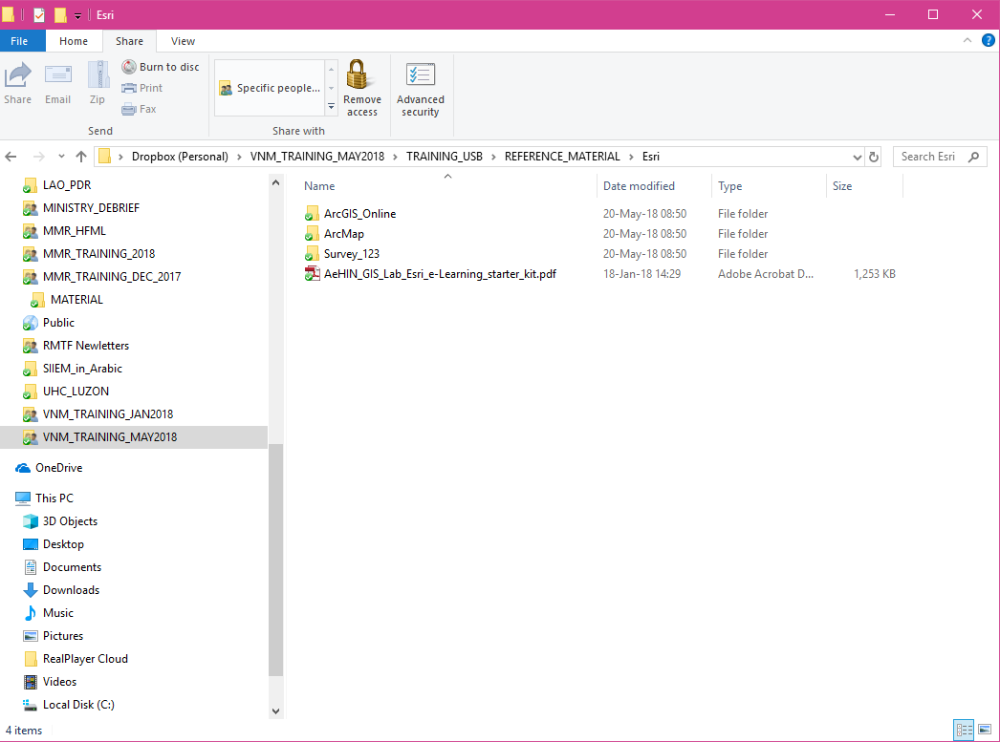 Esri
File Home Share View
Share Email Zip
Burn to disc
Print
Fax
Send
Specific people...
Remove access
Share with
Advanced security
Dropbox (Personal) > VNM_TRAINING_MAY2018 > TRAINING_USB > REFERENCE_MATERIAL > Esri
Search Esri
LAO_PDR
MINISTRY_DEBRIEF
MMR_HFML
MMR_TRAINING_2018
MMR_TRAINING_DEC_2017
MATERIAL
Public
RMTF Newletters
SIIEM_in_Arabic
UHC_LUZON
VNM_TRAINING_JAN2018
VNM_TRAINING_MAY2018
OneDrive
This PC
3D Objects
Desktop
Documents
Downloads
Music
Pictures
RealPlayer Cloud
Videos
Local Disk (C:)
Name Date modified Type Size
ArcGIS_Online 20-May-18 08:50 File folder
ArcMap 20-May-18 08:50 File folder
Survey_123 20-May-18 08:50 File folder
AeHIN_GIS_Lab_Esri_e-Learning_starter_kit.pdf 18-Jan-18 14:29 Adobe Acrobat D... 1,253 KB
4 items